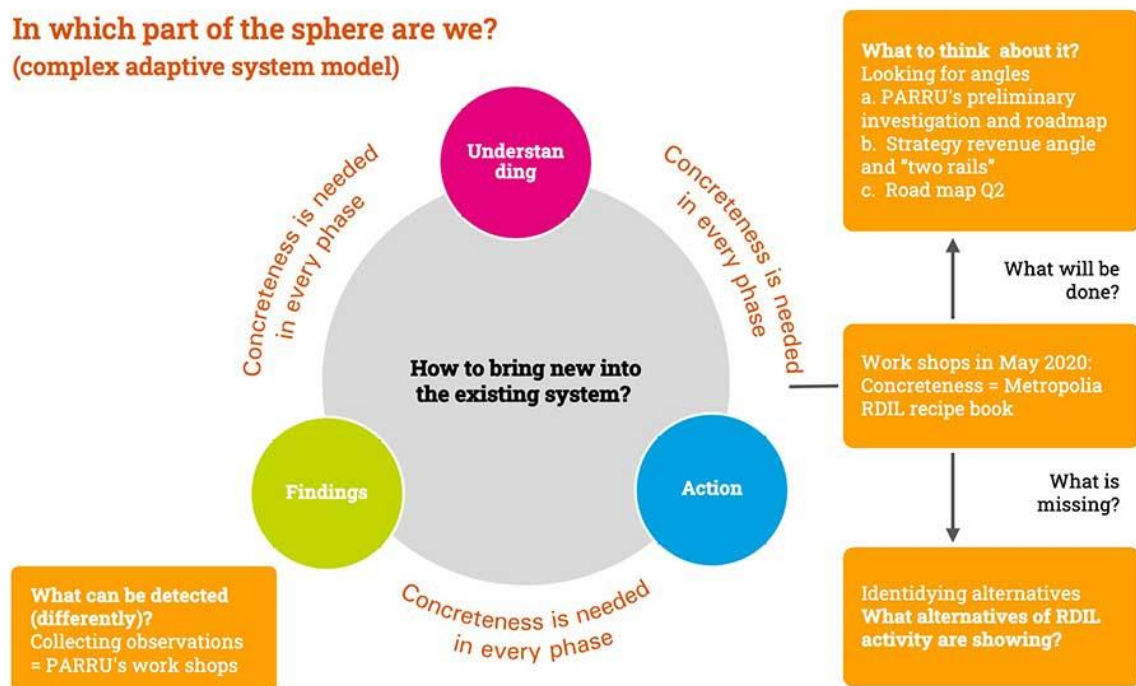 In which part of the sphere are we?
(complex adaptive system model)
Understan
ding
Concreteness is needed
in every phase
Concreteness is needed
in every phase
How to bring new into
the existing system?
Findings
Action
Concreteness is needed
in every phase
What can be detected
(differently)?
Collecting observations
= PARRU's work shops
What to think about it?
Looking for angles
a. PARRU's preliminary
investigation and roadmap
b. Strategy revenue angle
and "two rails"
c. Road map Q2
What will be
done?
Work shops in May 2020:
Concreteness = Metropolia
RDIL recipe book
What is
missing?
Identidying alternatives
What alternatives of RDIL
activity are showing?